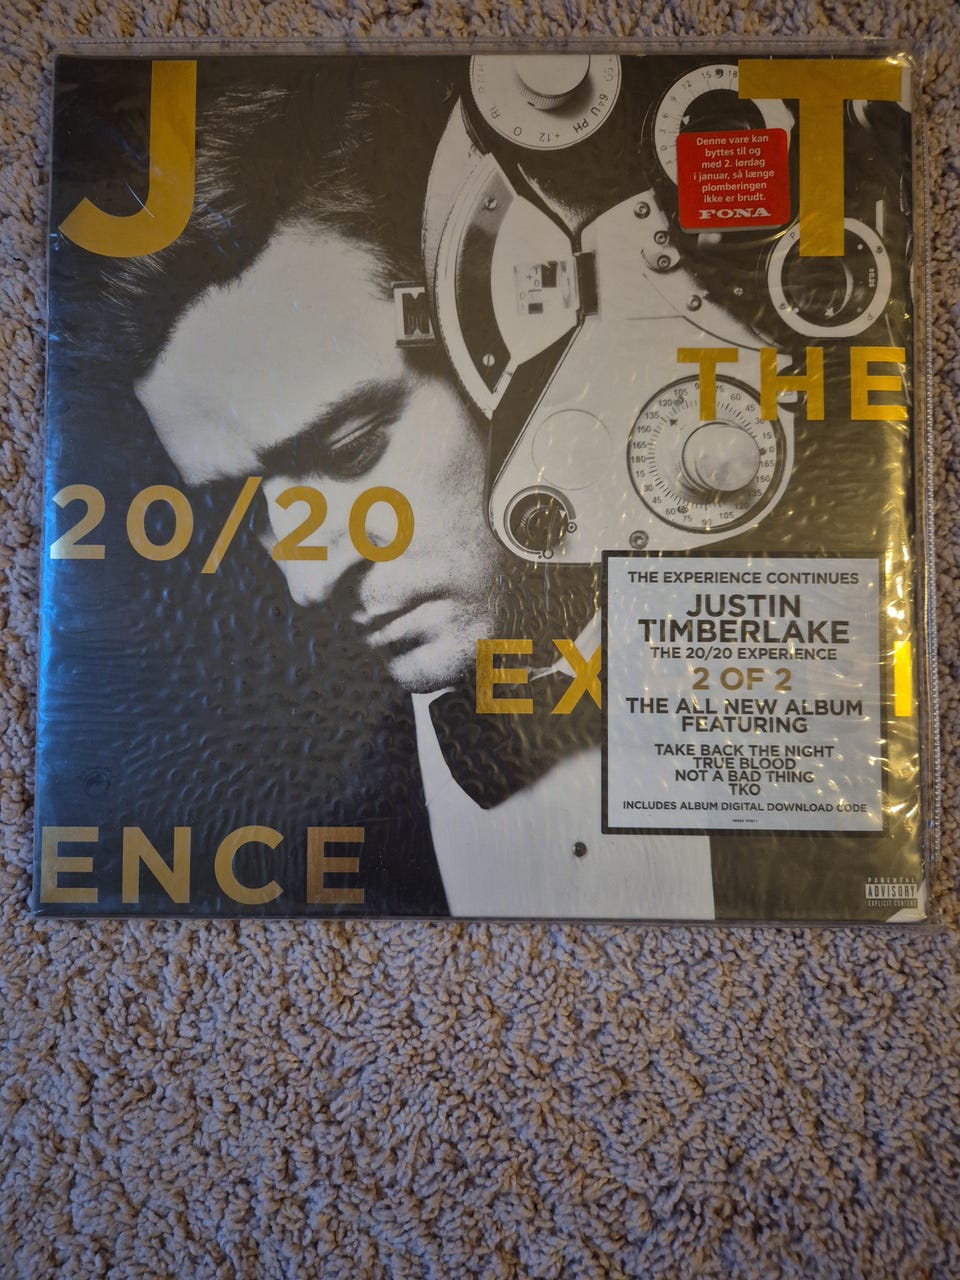 J T
Denne vare kan
byttes til og
med 2. lørdag
i januar, så længe
plomberingen
ikke er brudt.
FONA
THE
20/20
EX I
THE EXPERIENCE CONTINUES
JUSTIN
TIMBERLAKE
THE 20/20 EXPERIENCE
2 OF 2
THE ALL NEW ALBUM
FEATURING
TAKE BACK THE NIGHT
TRUE BLOOD
NOT A BAD THING
TKO
INCLUDES ALBUM DIGITAL DOWNLOAD CODE
ENCE
PARENTAL
ADVISORY
EXPLICIT CONTENT